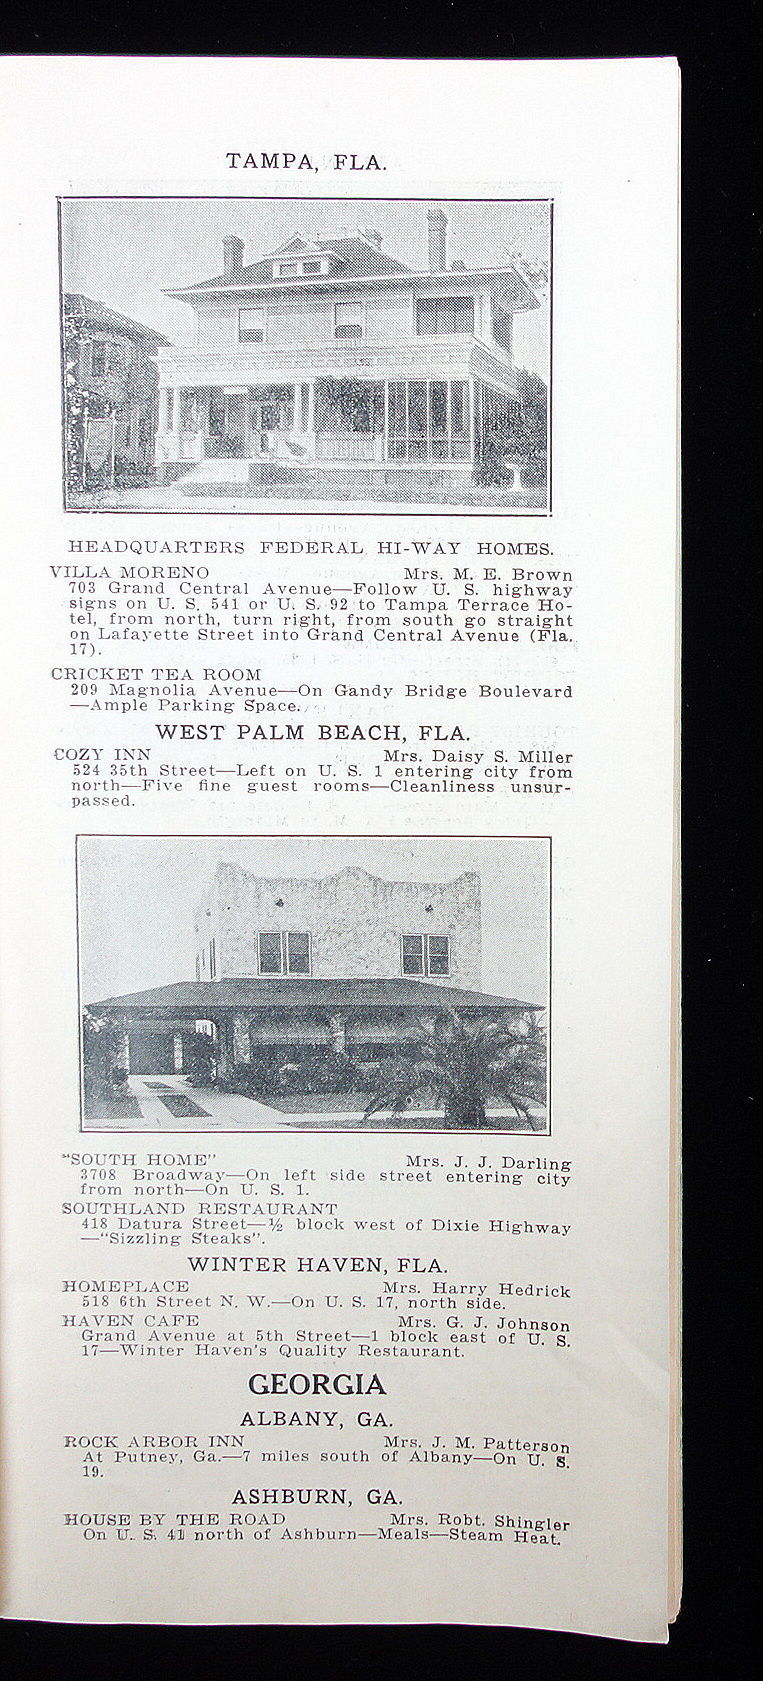 TAMPA, FLA.
HEADQUARTERS FEDERAL HI-WAY HOMES.
VILLA MORENO Mrs. M. E. Brown
703 Grand Central Avenue—Follow U. S. highway
signs on U. S. 541 or U. S. 92 to Tampa Terrace Ho-
tel, from north, turn right, from south go straight
on Lafayette Street into Grand Central Avenue (Fla.
17).
CRICKET TEA ROOM
209 Magnolia Avenue—On Gandy Bridge Boulevard
—Ample Parking Space.
WEST PALM BEACH, FLA.
COZY INN Mrs. Daisy S. Miller
524 35th Street—Left on U. S. 1 entering city from
north—Five fine guest rooms—Cleanliness unsur-
passed.
"SOUTH HOME" Mrs. J. J. Darling
3708 Broadway—On left side street entering city
from north—On U. S. 1.
SOUTHLAND RESTAURANT
418 Datura Street—½ block west of Dixie Highway
—"Sizzling Steaks".
WINTER HAVEN, FLA.
HOMEPLACE Mrs. Harry Hedrick
518 6th Street N. W.—On U. S. 17, north side.
HAVEN CAFE Mrs. G. J. Johnson
Grand Avenue at 5th Street—1 block east of U. S.
17—Winter Haven's Quality Restaurant.
GEORGIA
ALBANY, GA.
ROCK ARBOR INN Mrs. J. M. Patterson
At Putney, Ga.—7 miles south of Albany—On U. S.
19.
ASHBURN, GA.
HOUSE BY THE ROAD Mrs. Robt. Shingler
On U. S. 41 north of Ashburn—Meals—Steam Heat.